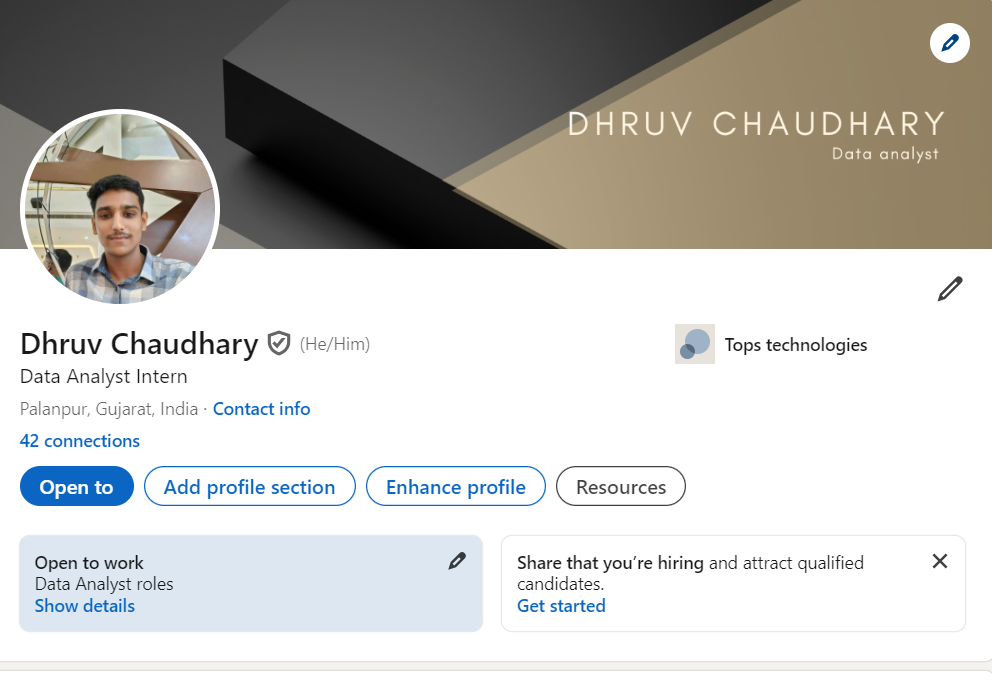 DHRUV CHAUDHARY
Data analyst
Dhruv Chaudhary (He/Him)
Tops technologies
Data Analyst Intern
Palanpur, Gujarat, India · Contact info
42 connections
Open to
Add profile section
Enhance profile
Resources
Open to work
Data Analyst roles
Show details
Share that you’re hiring and attract qualified
candidates.
Get started